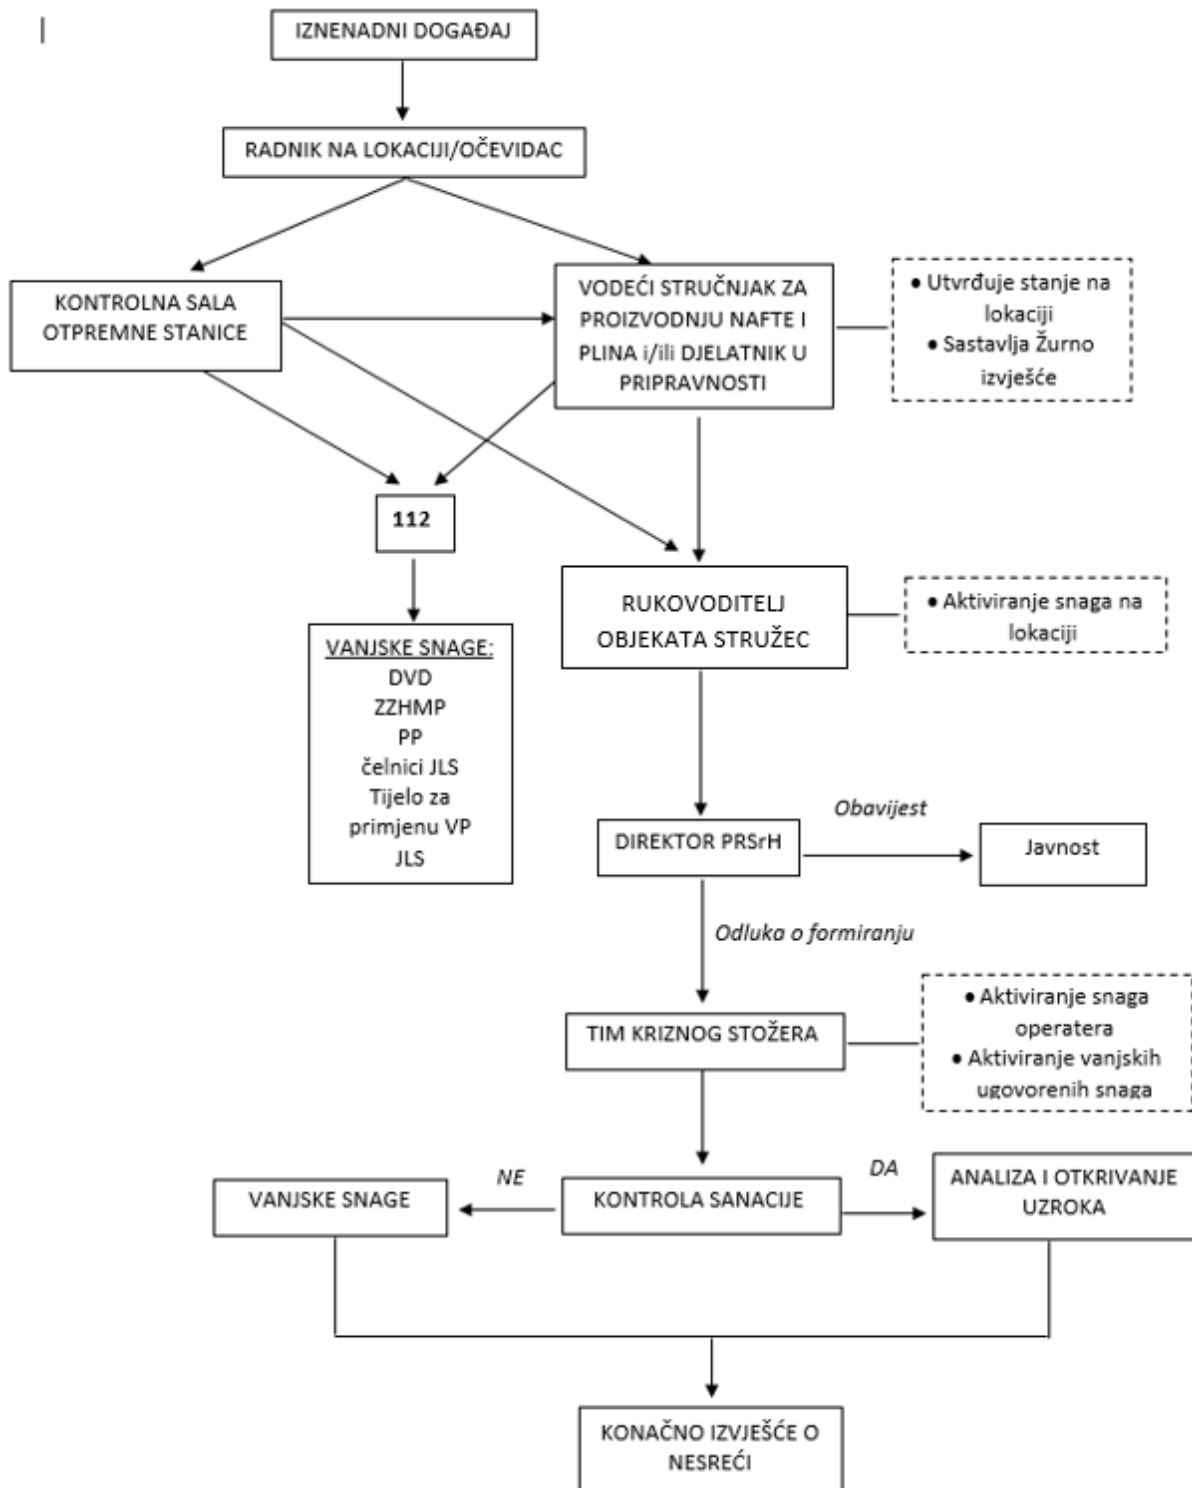 IZNENADNI DOGAĐAJ
RADNIK NA LOKACIJI/OČEVIDAC
KONTROLNA SALA
OTPREMNE STANICE
VODEĆI STRUČNJAK ZA
PROIZVODNJU NAFTE I
PLINA i/ili DJELATNIK U
PRIPRAVNOSTI
● Utvrđuje stanje na
lokaciji
● Sastavlja Žurno
izvješće
112
VANJSKE SNAGE:
DVD
ZZHMP
PP
čelnici JLS
Tijelo za
primjenu VP
JLS
RUKOVODITELJ
OBJEKATA STRUŽEC
● Aktiviranje snaga na
lokaciji
DIREKTOR PRSrH
Obavijest
Javnost
Odluka o formiranju
TIM KRIZNOG STOŽERA
● Aktiviranje snaga
operatera
● Aktiviranje vanjskih
ugovorenih snaga
VANJSKE SNAGE
NE
KONTROLA SANACIJE
DA
ANALIZA I OTKRIVANJE
UZROKA
KONAČNO IZVJEŠĆE O
NESREĆI